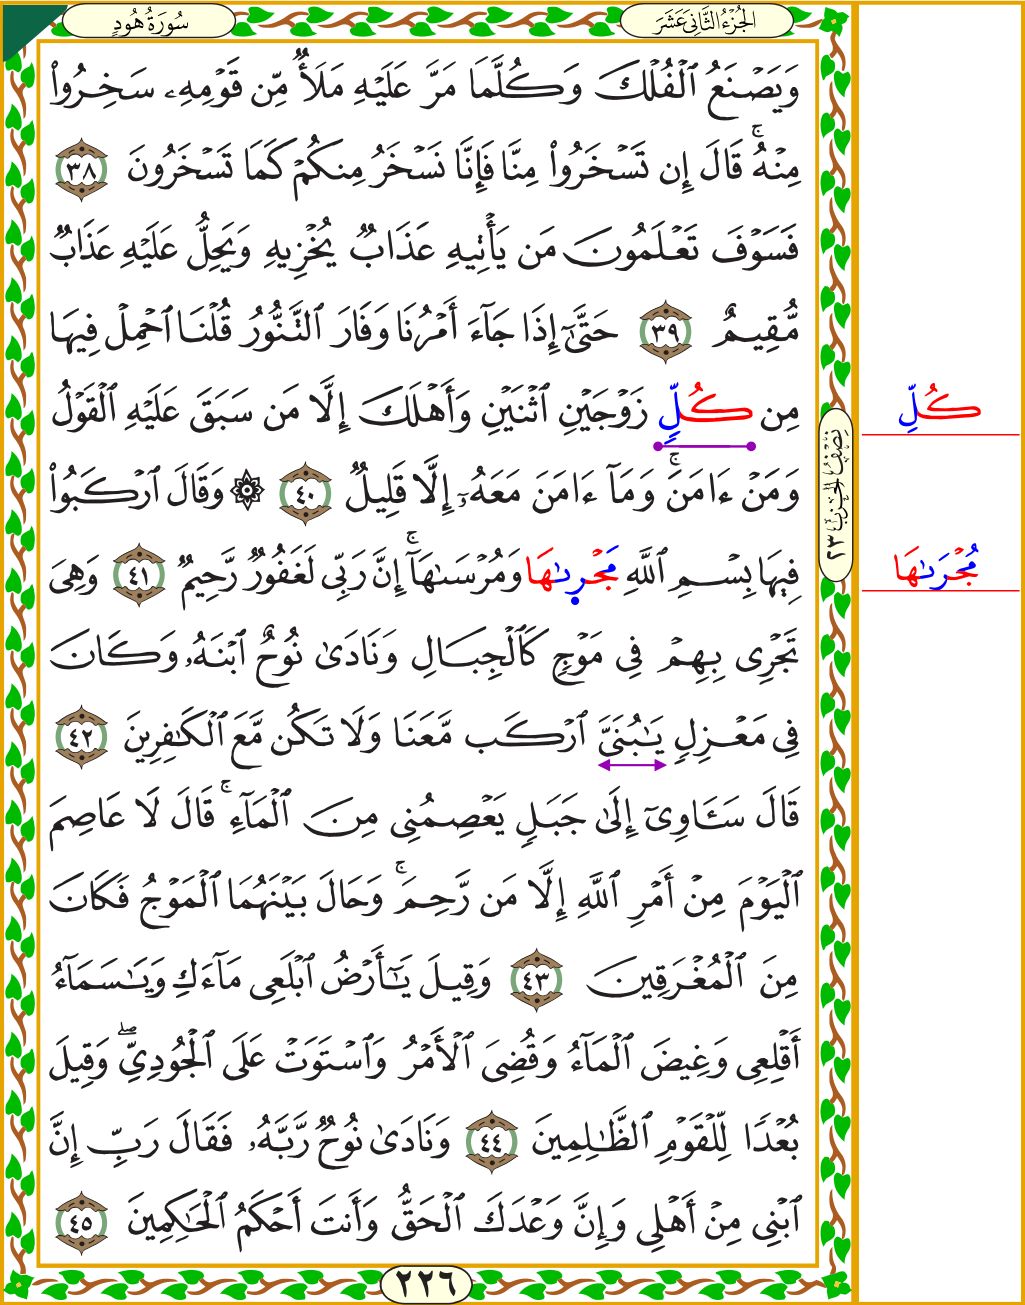 الجُزْءُ الثَّانِي عَشَرَ
سُورَةُ هُودٍ
وَيَصْنَعُ ٱلْفُلْكَ وَكُلَّمَا مَرَّ عَلَيْهِ مَلَأٌ مِّن قَوْمِهِۦ سَخِرُوا۟
مِنْهُ ۚ قَالَ إِن تَسْخَرُوا۟ مِنَّا فَإِنَّا نَسْخَرُ مِنكُمْ كَمَا تَسْخَرُونَ ٣٨
فَسَوْفَ تَعْلَمُونَ مَن يَأْتِيهِ عَذَابٌ يُخْزِيهِ وَيَحِلُّ عَلَيْهِ عَذَابٌ
مُّقِيمٌ ٣٩ حَتَّىٰٓ إِذَا جَآءَ أَمْرُنَا وَفَارَ ٱلتَّنُّورُ قُلْنَا ٱحْمِلْ فِيهَا
مِن كُلٍّ زَوْجَيْنِ ٱثْنَيْنِ وَأَهْلَكَ إِلَّا مَن سَبَقَ عَلَيْهِ ٱلْقَوْلُ
كُلِّ
وَمَنْ ءَامَنَ ۚ وَمَآ ءَامَنَ مَعَهُۥٓ إِلَّا قَلِيلٌ ٤٠ ۞ وَقَالَ ٱرْكَبُوا۟
نِصْفُ الحِزْبِ ٢٣
فِيهَا بِسْمِ ٱللَّهِ مَجْر۪ىٰهَا وَمُرْسَىٰهَآ ۚ إِنَّ رَبِّى لَغَفُورٌ رَّحِيمٌ ٤١ وَهِىَ
مُجْرَىٰهَا
تَجْرِى بِهِمْ فِى مَوْجٍ كَٱلْجِبَالِ وَنَادَىٰ نُوحٌ ٱبْنَهُۥ وَكَانَ
فِى مَعْزِلٍ يَـٰبُنَىَّ ٱرْكَب مَّعَنَا وَلَا تَكُن مَّعَ ٱلْكَـٰفِرِينَ ٤٢
قَالَ سَـَٔاوِىٓ إِلَىٰ جَبَلٍ يَعْصِمُنِى مِنَ ٱلْمَآءِ ۚ قَالَ لَا عَاصِمَ
ٱلْيَوْمَ مِنْ أَمْرِ ٱللَّهِ إِلَّا مَن رَّحِمَ ۚ وَحَالَ بَيْنَهُمَا ٱلْمَوْجُ فَكَانَ
مِنَ ٱلْمُغْرَقِينَ ٤٣ وَقِيلَ يَـٰٓأَرْضُ ٱبْلَعِى مَآءَكِ وَيَـٰسَمَآءُ
أَقْلِعِى وَغِيضَ ٱلْمَآءُ وَقُضِىَ ٱلْأَمْرُ وَٱسْتَوَتْ عَلَى ٱلْجُودِىِّ ۖ وَقِيلَ
بُعْدًا لِّلْقَوْمِ ٱلظَّـٰلِمِينَ ٤٤ وَنَادَىٰ نُوحٌ رَّبَّهُۥ فَقَالَ رَبِّ إِنَّ
ٱبْنِى مِنْ أَهْلِى وَإِنَّ وَعْدَكَ ٱلْحَقُّ وَأَنتَ أَحْكَمُ ٱلْحَـٰكِمِينَ ٤٥
٢٢٦